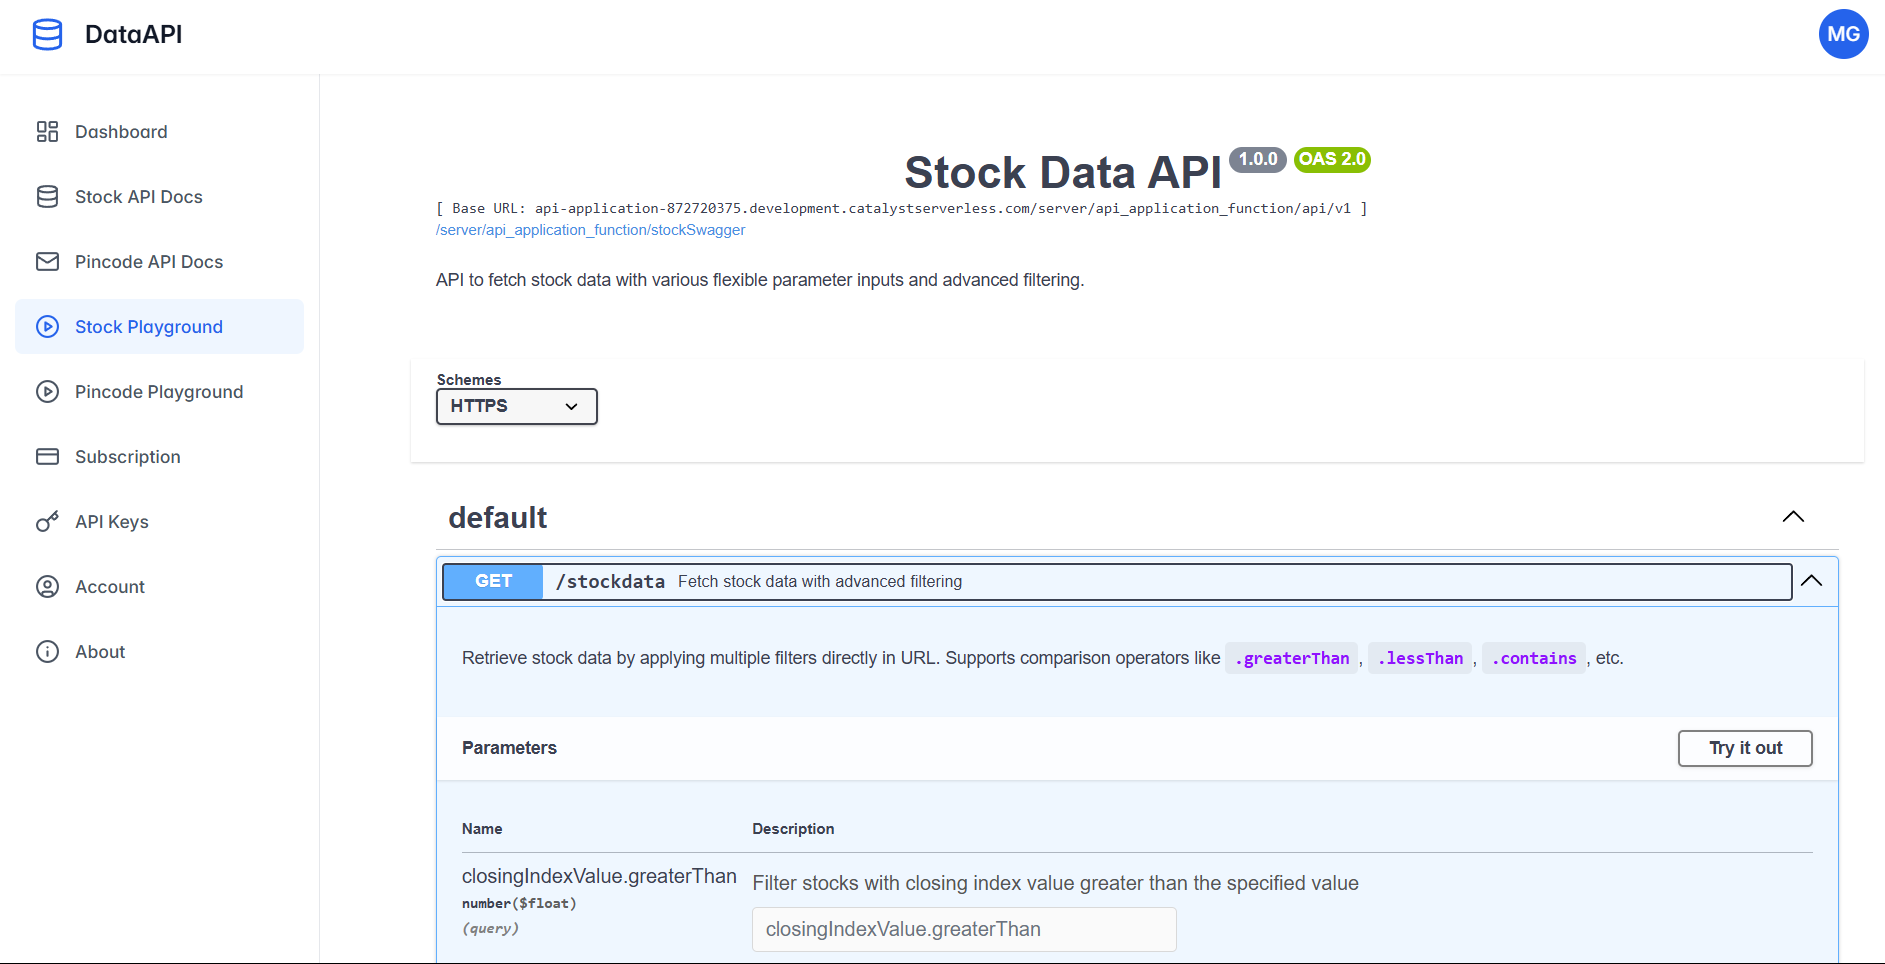 DataAPI
MG
Dashboard
Stock API Docs
Pincode API Docs
Stock Playground
Pincode Playground
Subscription
API Keys
Account
About
Stock Data API 1.0.0 OAS 2.0
[ Base URL: api-application-872720375.development.catalystserverless.com/server/api_application_function/api/v1 ]
/server/api_application_function/stockSwagger
API to fetch stock data with various flexible parameter inputs and advanced filtering.
Schemes
HTTPS
default
GET /stockdata Fetch stock data with advanced filtering
Retrieve stock data by applying multiple filters directly in URL. Supports comparison operators like .greaterThan , .lessThan , .contains , etc.
Parameters Try it out
Name Description
closingIndexValue.greaterThan Filter stocks with closing index value greater than the specified value
number($float)
(query) closingIndexValue.greaterThan